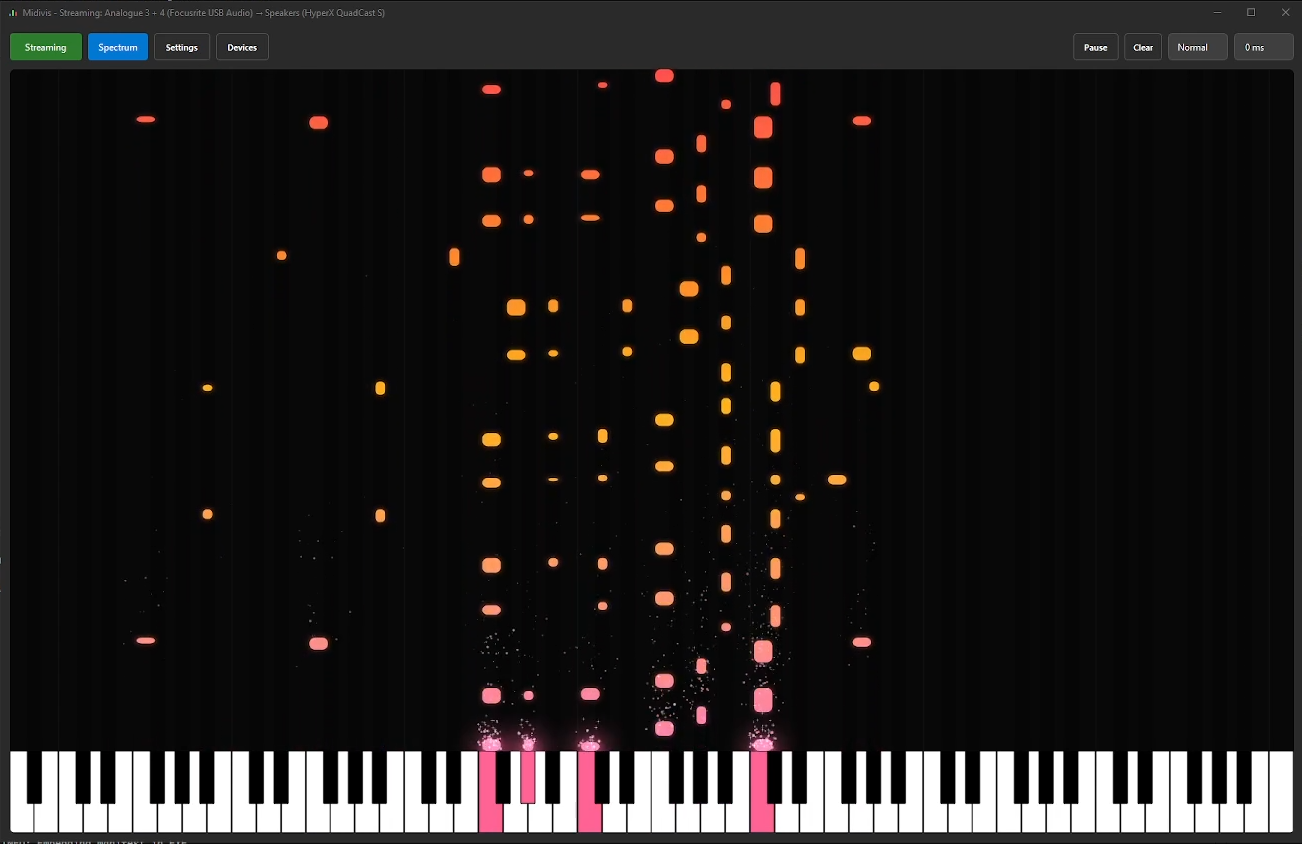 Midivis - Streaming: Analogue 3 + 4 (Focusrite USB Audio) → Speakers (HyperX QuadCast S)
Streaming Spectrum Settings Devices Pause Clear Normal 0 ms